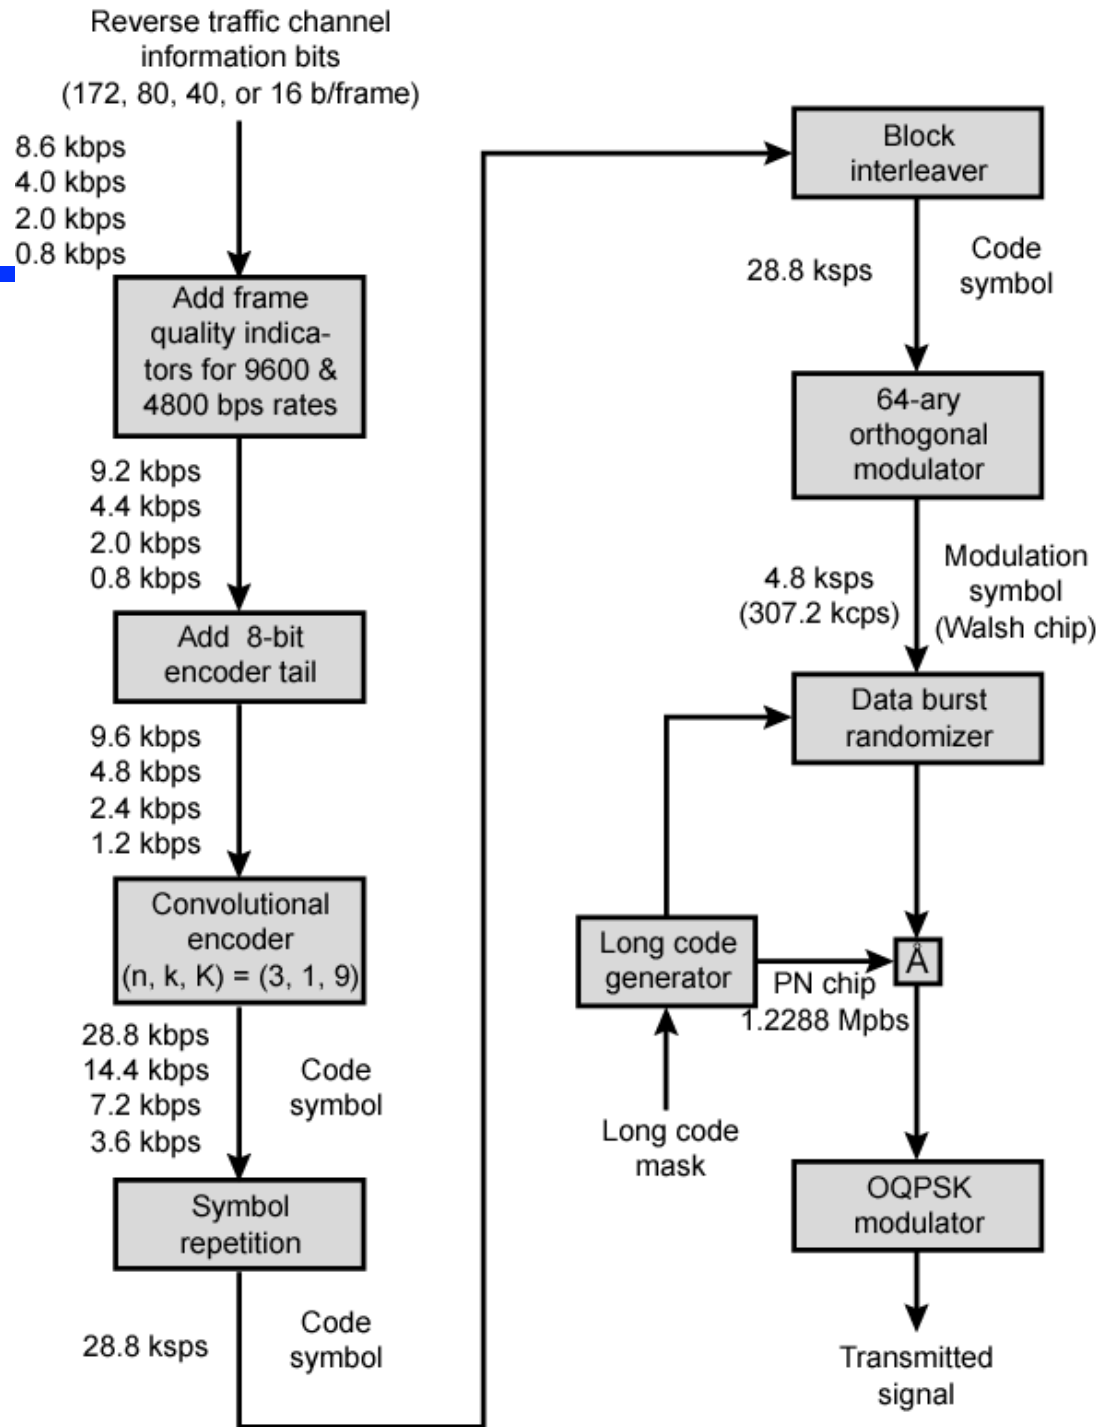 Reverse traffic channel
information bits
(172, 80, 40, or 16 b/frame)
8.6 kbps
4.0 kbps
2.0 kbps
0.8 kbps
Add frame
quality indica-
tors for 9600 &
4800 bps rates
9.2 kbps
4.4 kbps
2.0 kbps
0.8 kbps
Add 8-bit
encoder tail
9.6 kbps
4.8 kbps
2.4 kbps
1.2 kbps
Convolutional
encoder
(n, k, K) = (3, 1, 9)
28.8 kbps
14.4 kbps
7.2 kbps
3.6 kbps
Code
symbol
Symbol
repetition
28.8 ksps
Code
symbol
Block
interleaver
28.8 ksps
Code
symbol
64-ary
orthogonal
modulator
4.8 ksps
(307.2 kcps)
Modulation
symbol
(Walsh chip)
Data burst
randomizer
Long code
generator
PN chip
1.2288 Mpbs
Å
Long code
mask
OQPSK
modulator
Transmitted
signal